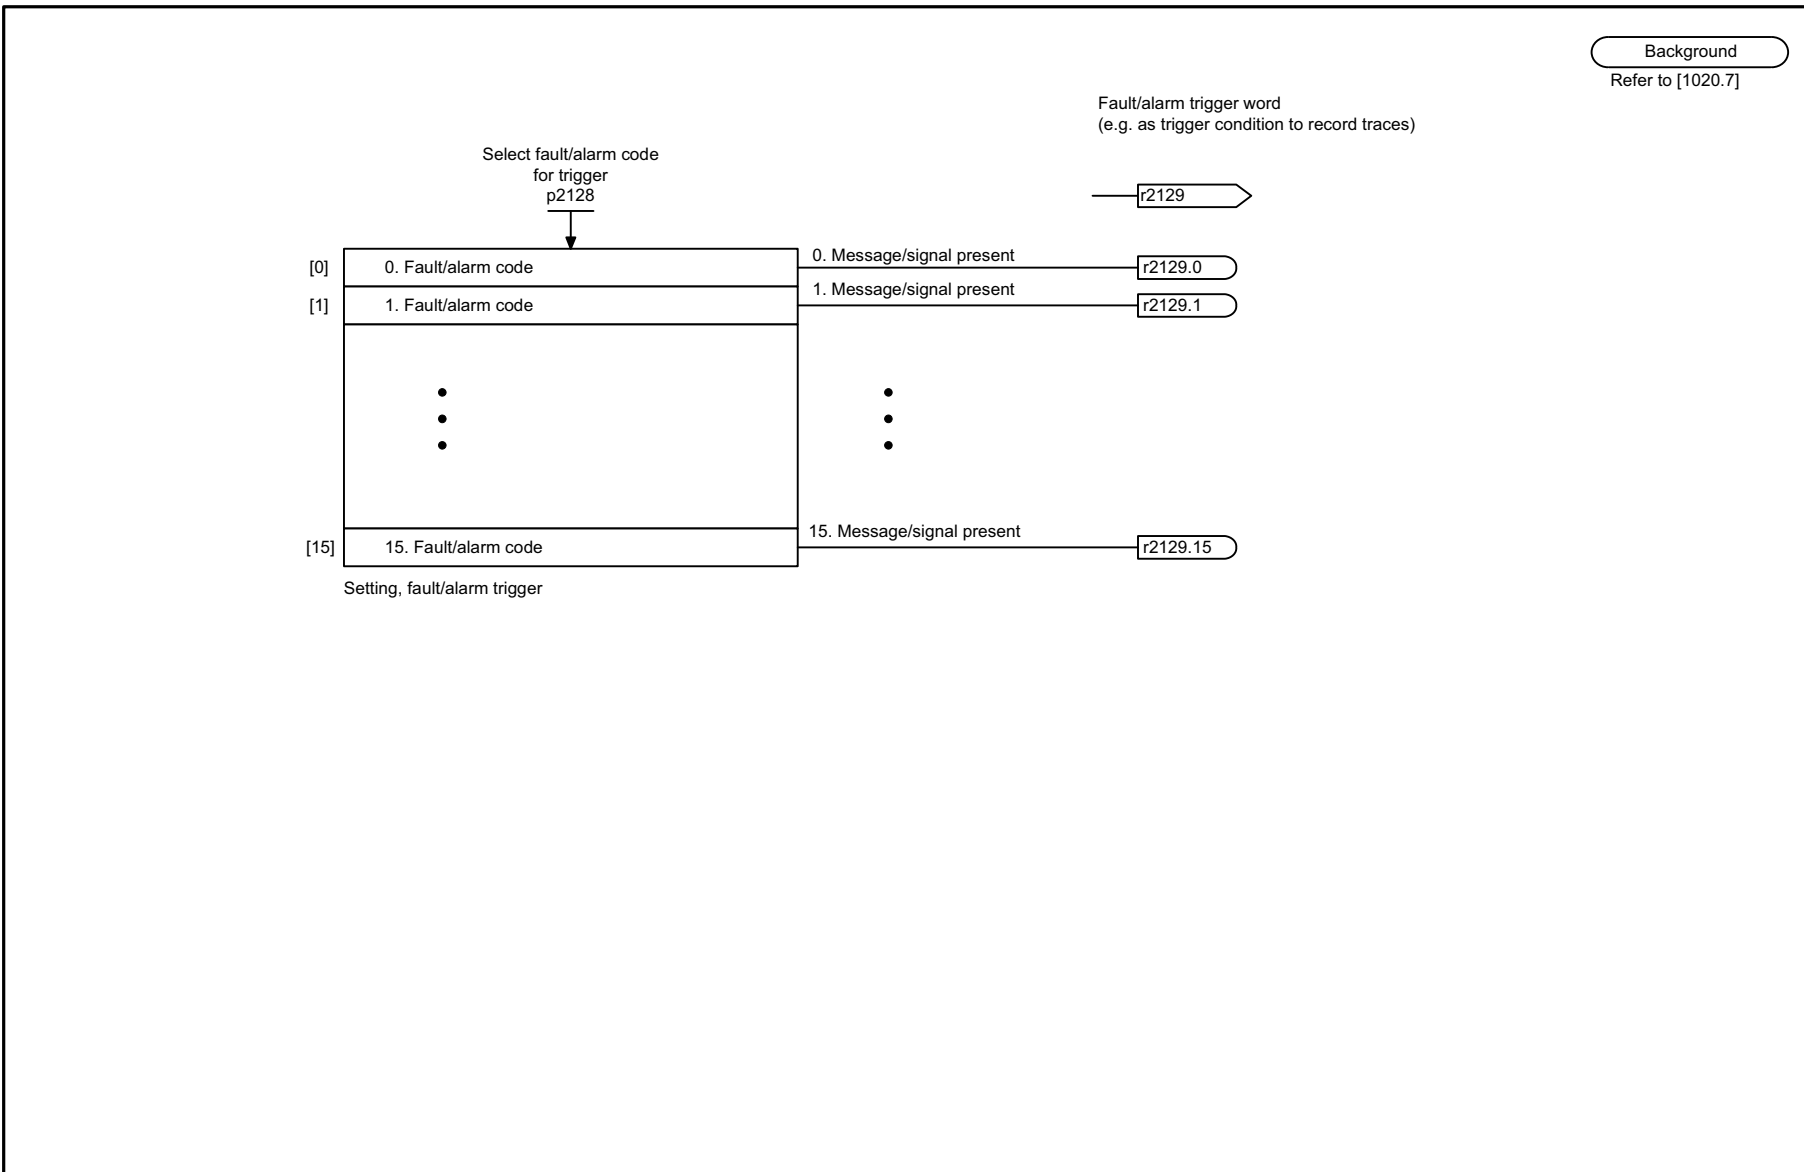 Background
Refer to [1020.7]
Fault/alarm trigger word
(e.g. as trigger condition to record traces)
Select fault/alarm code
for trigger
p2128
r2129
[0]
0. Fault/alarm code
0. Message/signal present
r2129.0
[1]
1. Fault/alarm code
1. Message/signal present
r2129.1
[15]
15. Fault/alarm code
15. Message/signal present
r2129.15
Setting, fault/alarm trigger